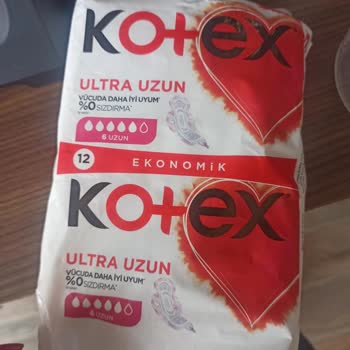 Kotex
ULTRA UZUN
VÜCUDA DAHA İYİ UYUM*
%0 SIZDIRMA*
6 UZUN
12 EKONOMİK
Kotex
ULTRA UZUN
VÜCUDA DAHA İYİ UYUM*
%0 SIZDIRMA*
6 UZUN